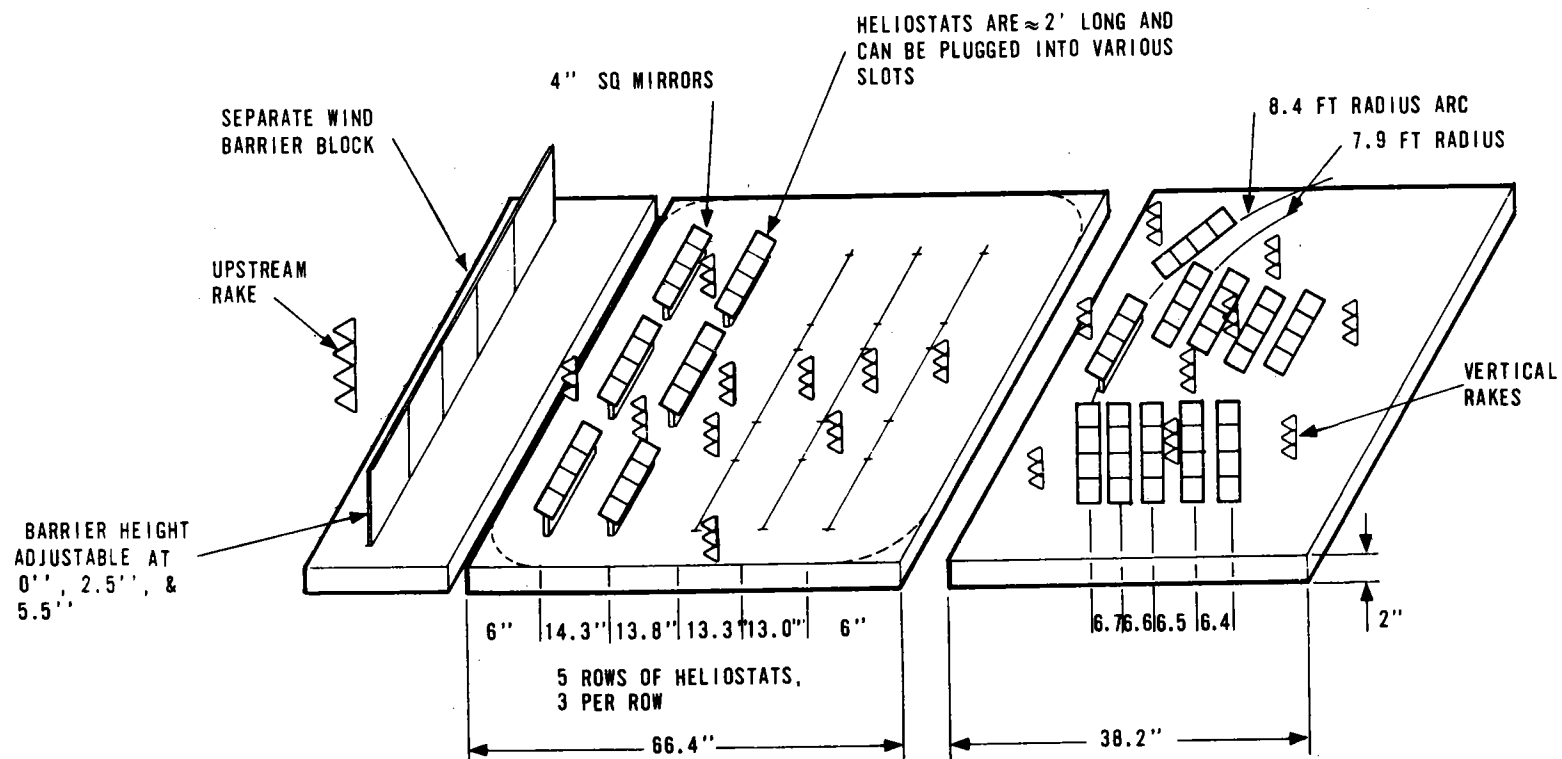 HELIOSTATS ARE ≈ 2' LONG AND
CAN BE PLUGGED INTO VARIOUS
SLOTS
4'' SQ MIRRORS
8.4 FT RADIUS ARC
7.9 FT RADIUS
SEPARATE WIND
BARRIER BLOCK
UPSTREAM
RAKE
VERTICAL
RAKES
BARRIER HEIGHT
ADJUSTABLE AT
0'', 2.5'', &
5.5''
6'' 14.3'' 13.8'' 13.3'' 13.0'' 6''
6.7 6.6 6.5 6.4
2''
5 ROWS OF HELIOSTATS,
3 PER ROW
66.4''
38.2''